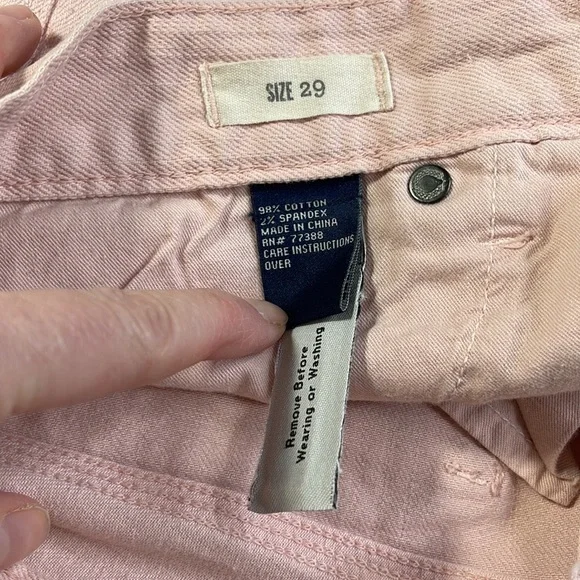 SIZE 29
98% COTTON
2% SPANDEX
MADE IN CHINA
RN# 77388
CARE INSTRUCTIONS
OVER
Remove Before
Wearing or Washing